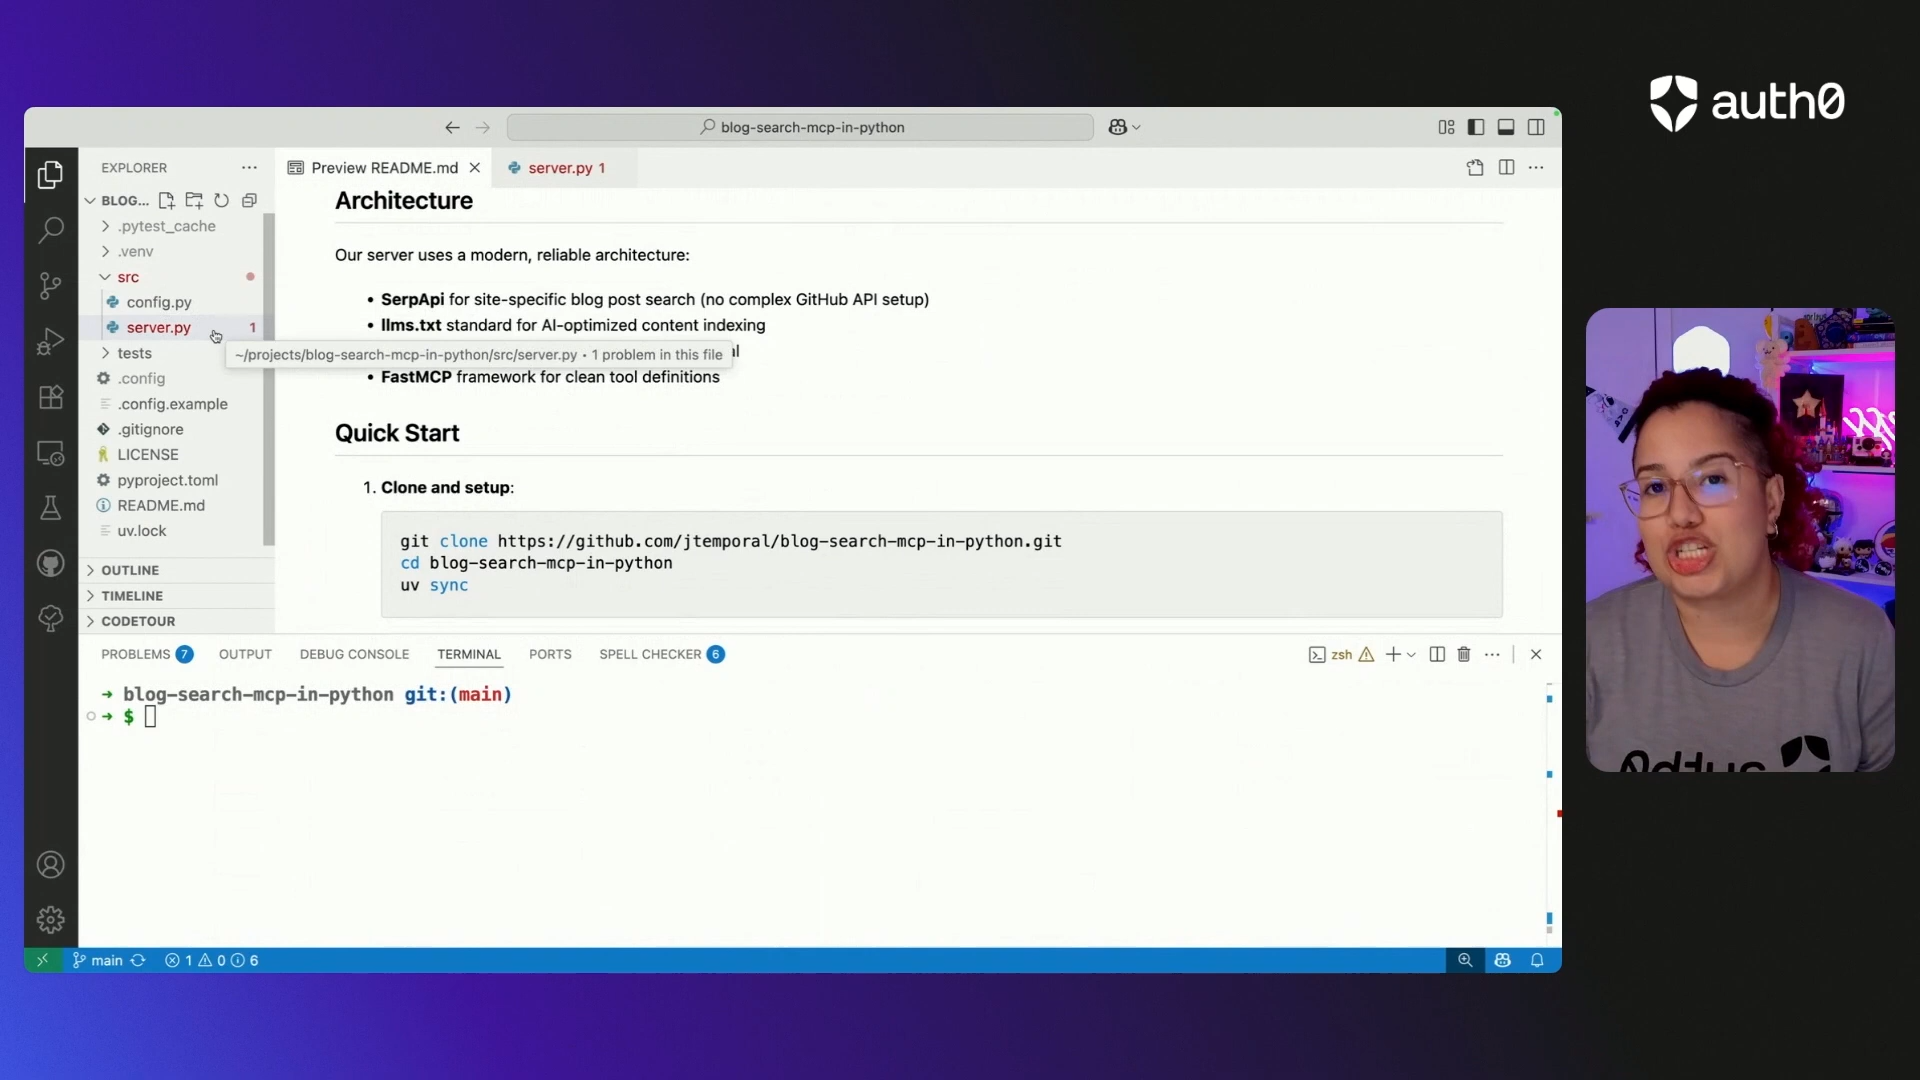 auth0
blog-search-mcp-in-python
EXPLORER
Preview README.md
server.py 1
BLOG...
.pytest_cache
.venv
src
config.py
server.py 1
tests
.config
.config.example
.gitignore
LICENSE
pyproject.toml
README.md
uv.lock
OUTLINE
TIMELINE
CODETOUR
Architecture
Our server uses a modern, reliable architecture:
• SerpApi for site-specific blog post search (no complex GitHub API setup)
• llms.txt standard for AI-optimized content indexing
~/projects/blog-search-mcp-in-python/src/server.py • 1 problem in this file
• FastMCP framework for clean tool definitions
Quick Start
1. Clone and setup:
git clone https://github.com/jtemporal/blog-search-mcp-in-python.git
cd blog-search-mcp-in-python
uv sync
PROBLEMS 7
OUTPUT
DEBUG CONSOLE
TERMINAL
PORTS
SPELL CHECKER 6
zsh
➜ blog-search-mcp-in-python git:(main)
➜ $
main
1 0 6